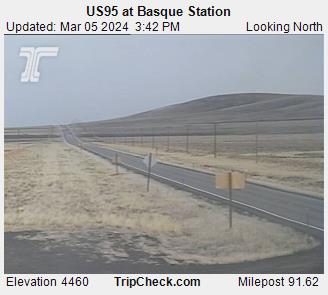 US95 at Basque Station
Updated: Mar 05 2024 3:42 PM Looking North
Elevation 4460 TripCheck.com Milepost 91.62